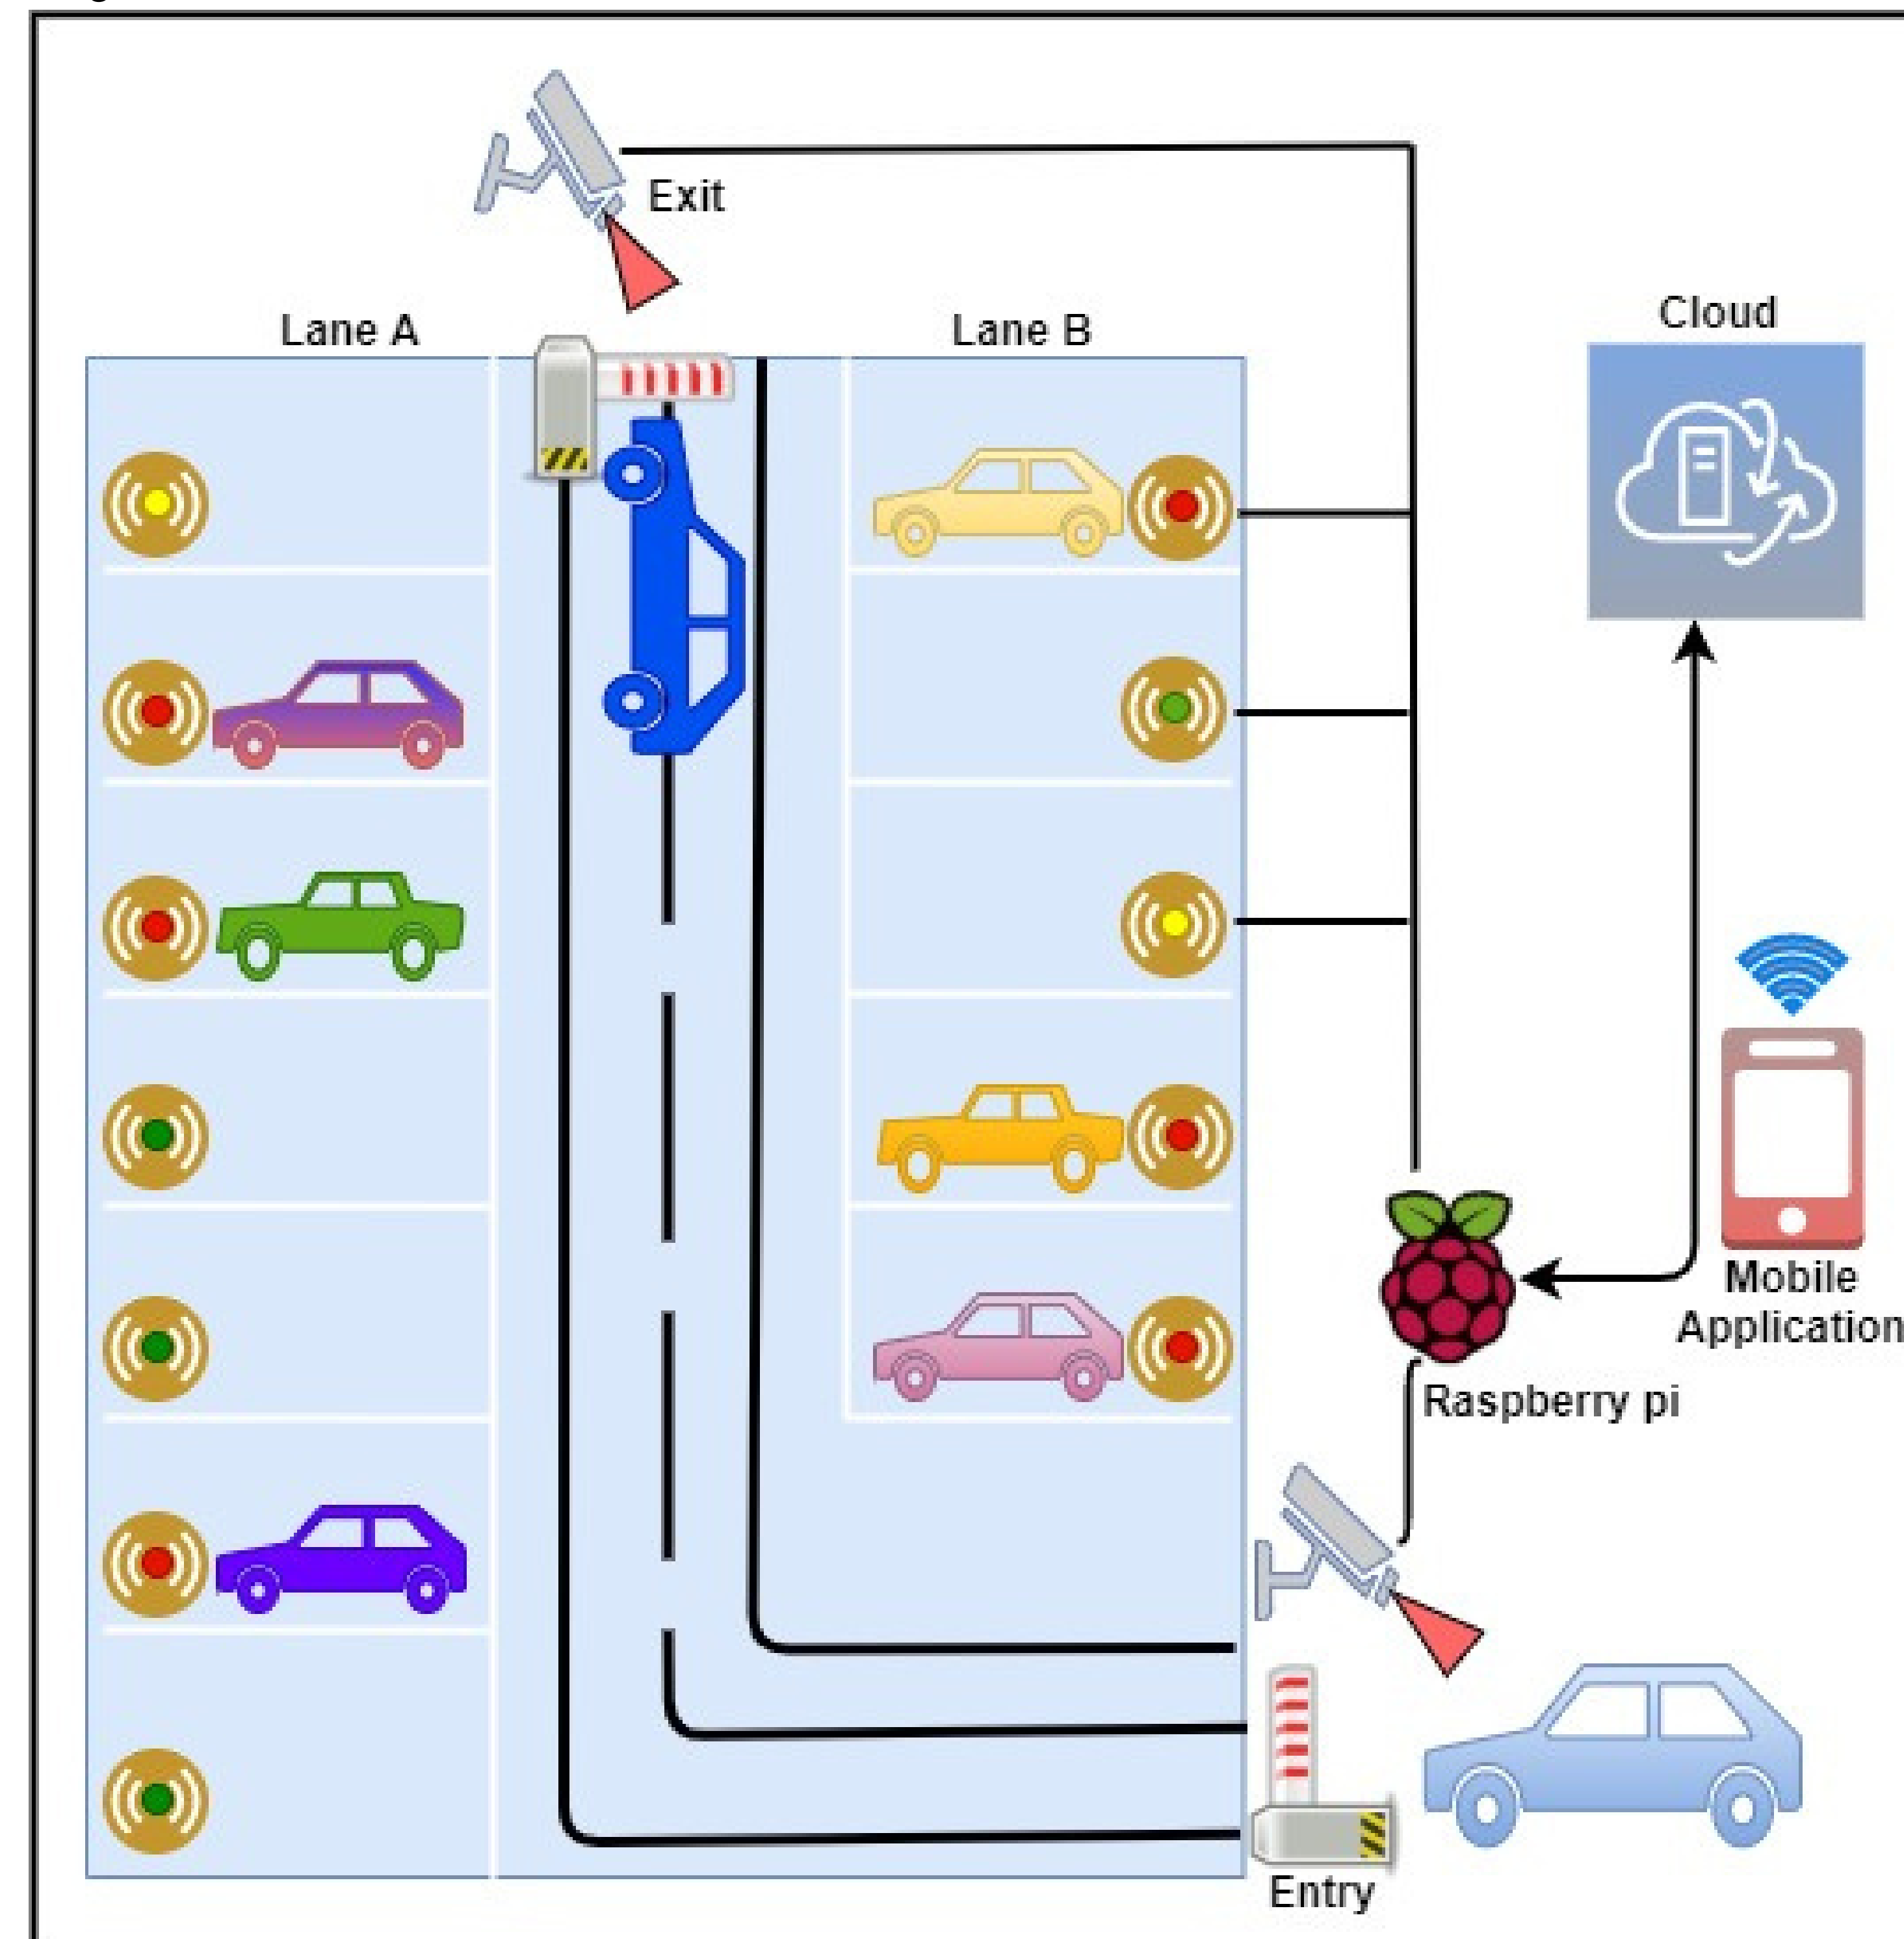 Exit
Lane A
Lane B
Cloud
Mobile
Application
Raspberry pi
Entry